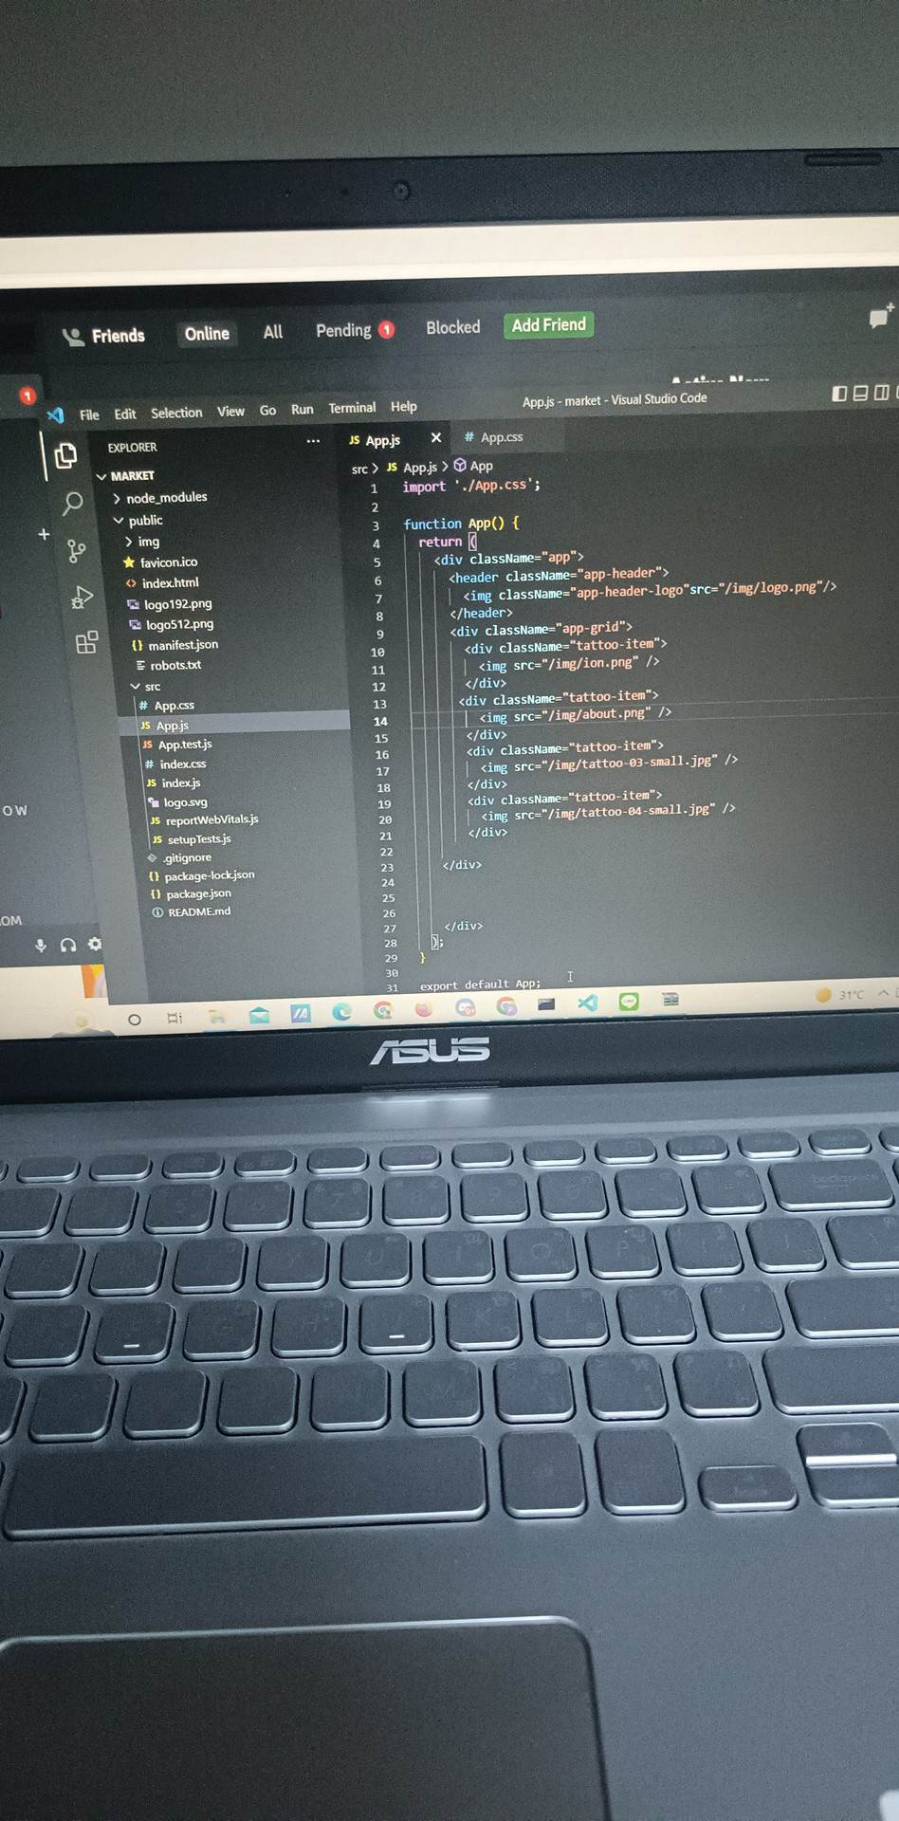 Friends Online All Pending 1 Blocked Add Friend
1
File Edit Selection View Go Run Terminal Help App.js - market - Visual Studio Code
EXPLORER ... JS App.js # App.css
MARKET
node_modules
public
img
favicon.ico
<> index.html
logo192.png
logo512.png
{} manifest.json
robots.txt
src
# App.css
JS App.js
JS App.test.js
# index.css
JS index.js
logo.svg
JS reportWebVitals.js
JS setupTests.js
.gitignore
{} package-lock.json
{} package.json
README.md
src > JS App.js > App
1 import './App.css';
2
3 function App() {
4 return (
5 <div className="app">
6 <header className="app-header">
7 <img className="app-header-logo"src="/img/logo.png"/>
8 </header>
9 <div className="app-grid">
10 <div className="tattoo-item">
11 <img src="/img/ion.png" />
12 </div>
13 <div className="tattoo-item">
14 <img src="/img/about.png" />
15 </div>
16 <div className="tattoo-item">
17 <img src="/img/tattoo-03-small.jpg" />
18 </div>
19 <div className="tattoo-item">
20 <img src="/img/tattoo-04-small.jpg" />
21 </div>
22
23 </div>
24
25
26
27 </div>
28 );
29 }
30
31 export default App;
OW
OM
31°C
ASUS